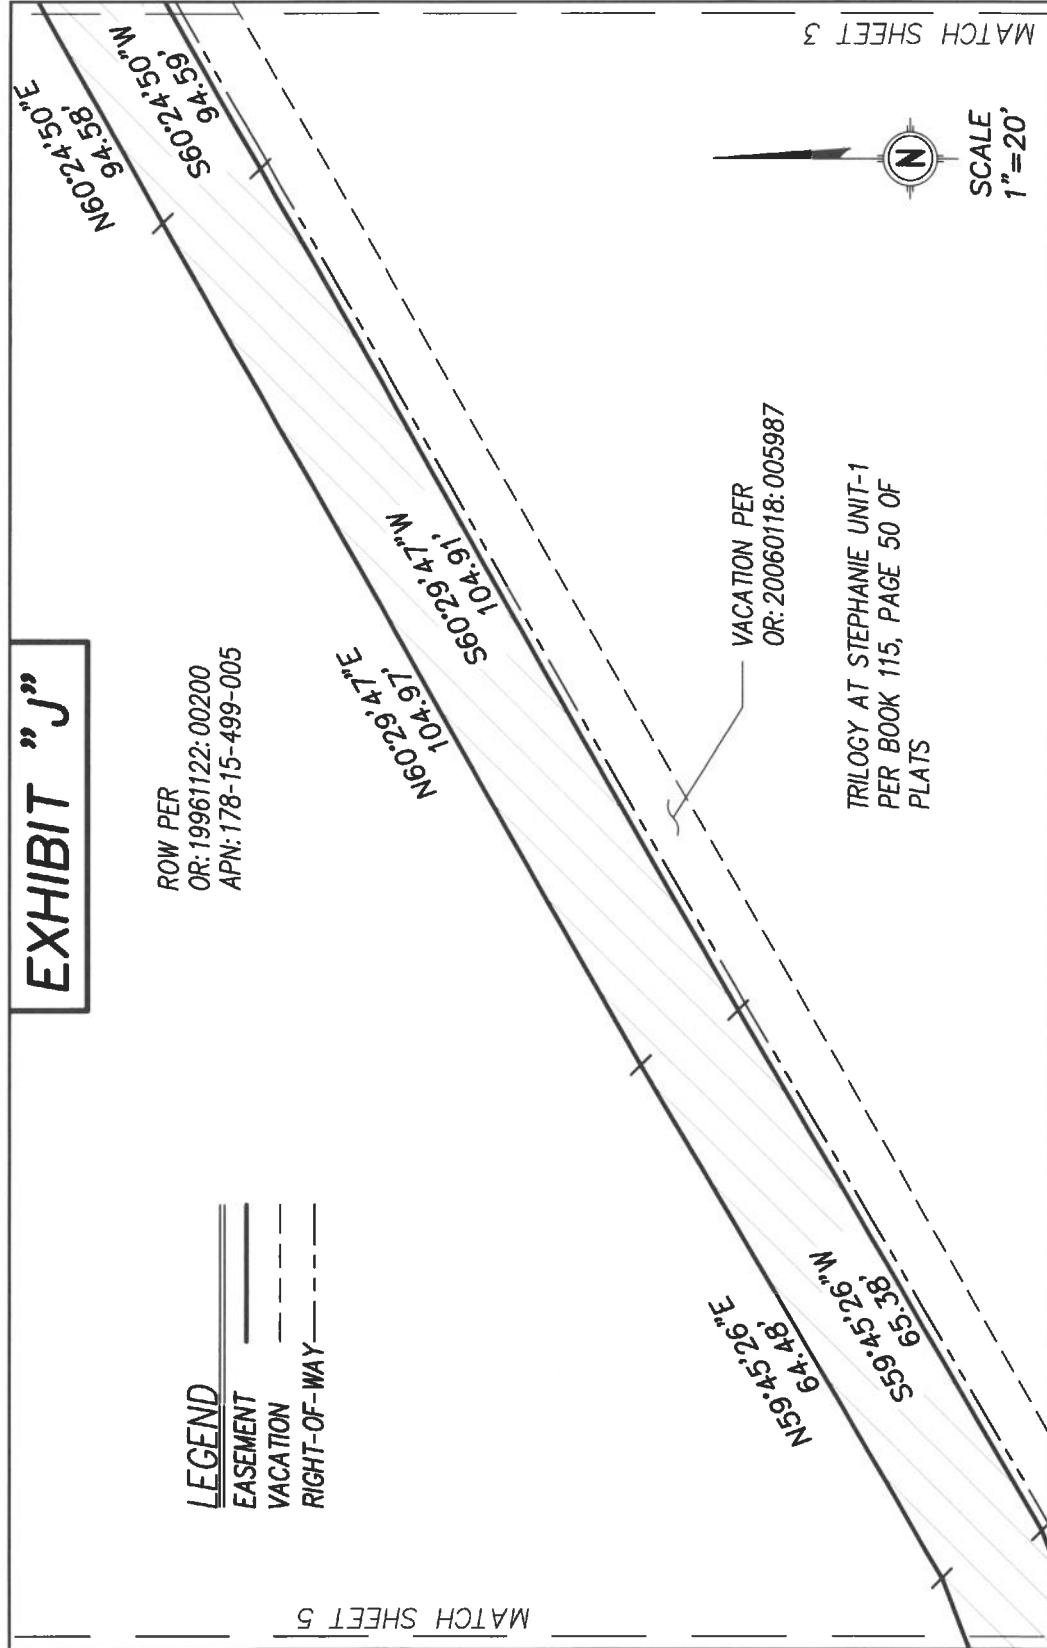 EXHIBIT "J"
ROW PER
OR:19961122:00200
APN:178-15-499-005
LEGEND
EASEMENT
VACATION
RIGHT-OF-WAY
MATCH SHEET 5
MATCH SHEET 3
N59°45'26"E
64.48'
S59°45'26"W
65.38'
N60°29'47"E
104.97'
S60°29'47"W
104.91'
N60°24'50"E
94.58'
S60°24'50"W
94.59'
VACATION PER
OR:20060118:005987
TRILOGY AT STEPHANIE UNIT-1
PER BOOK 115, PAGE 50 OF
PLATS
N
SCALE
1"=20'